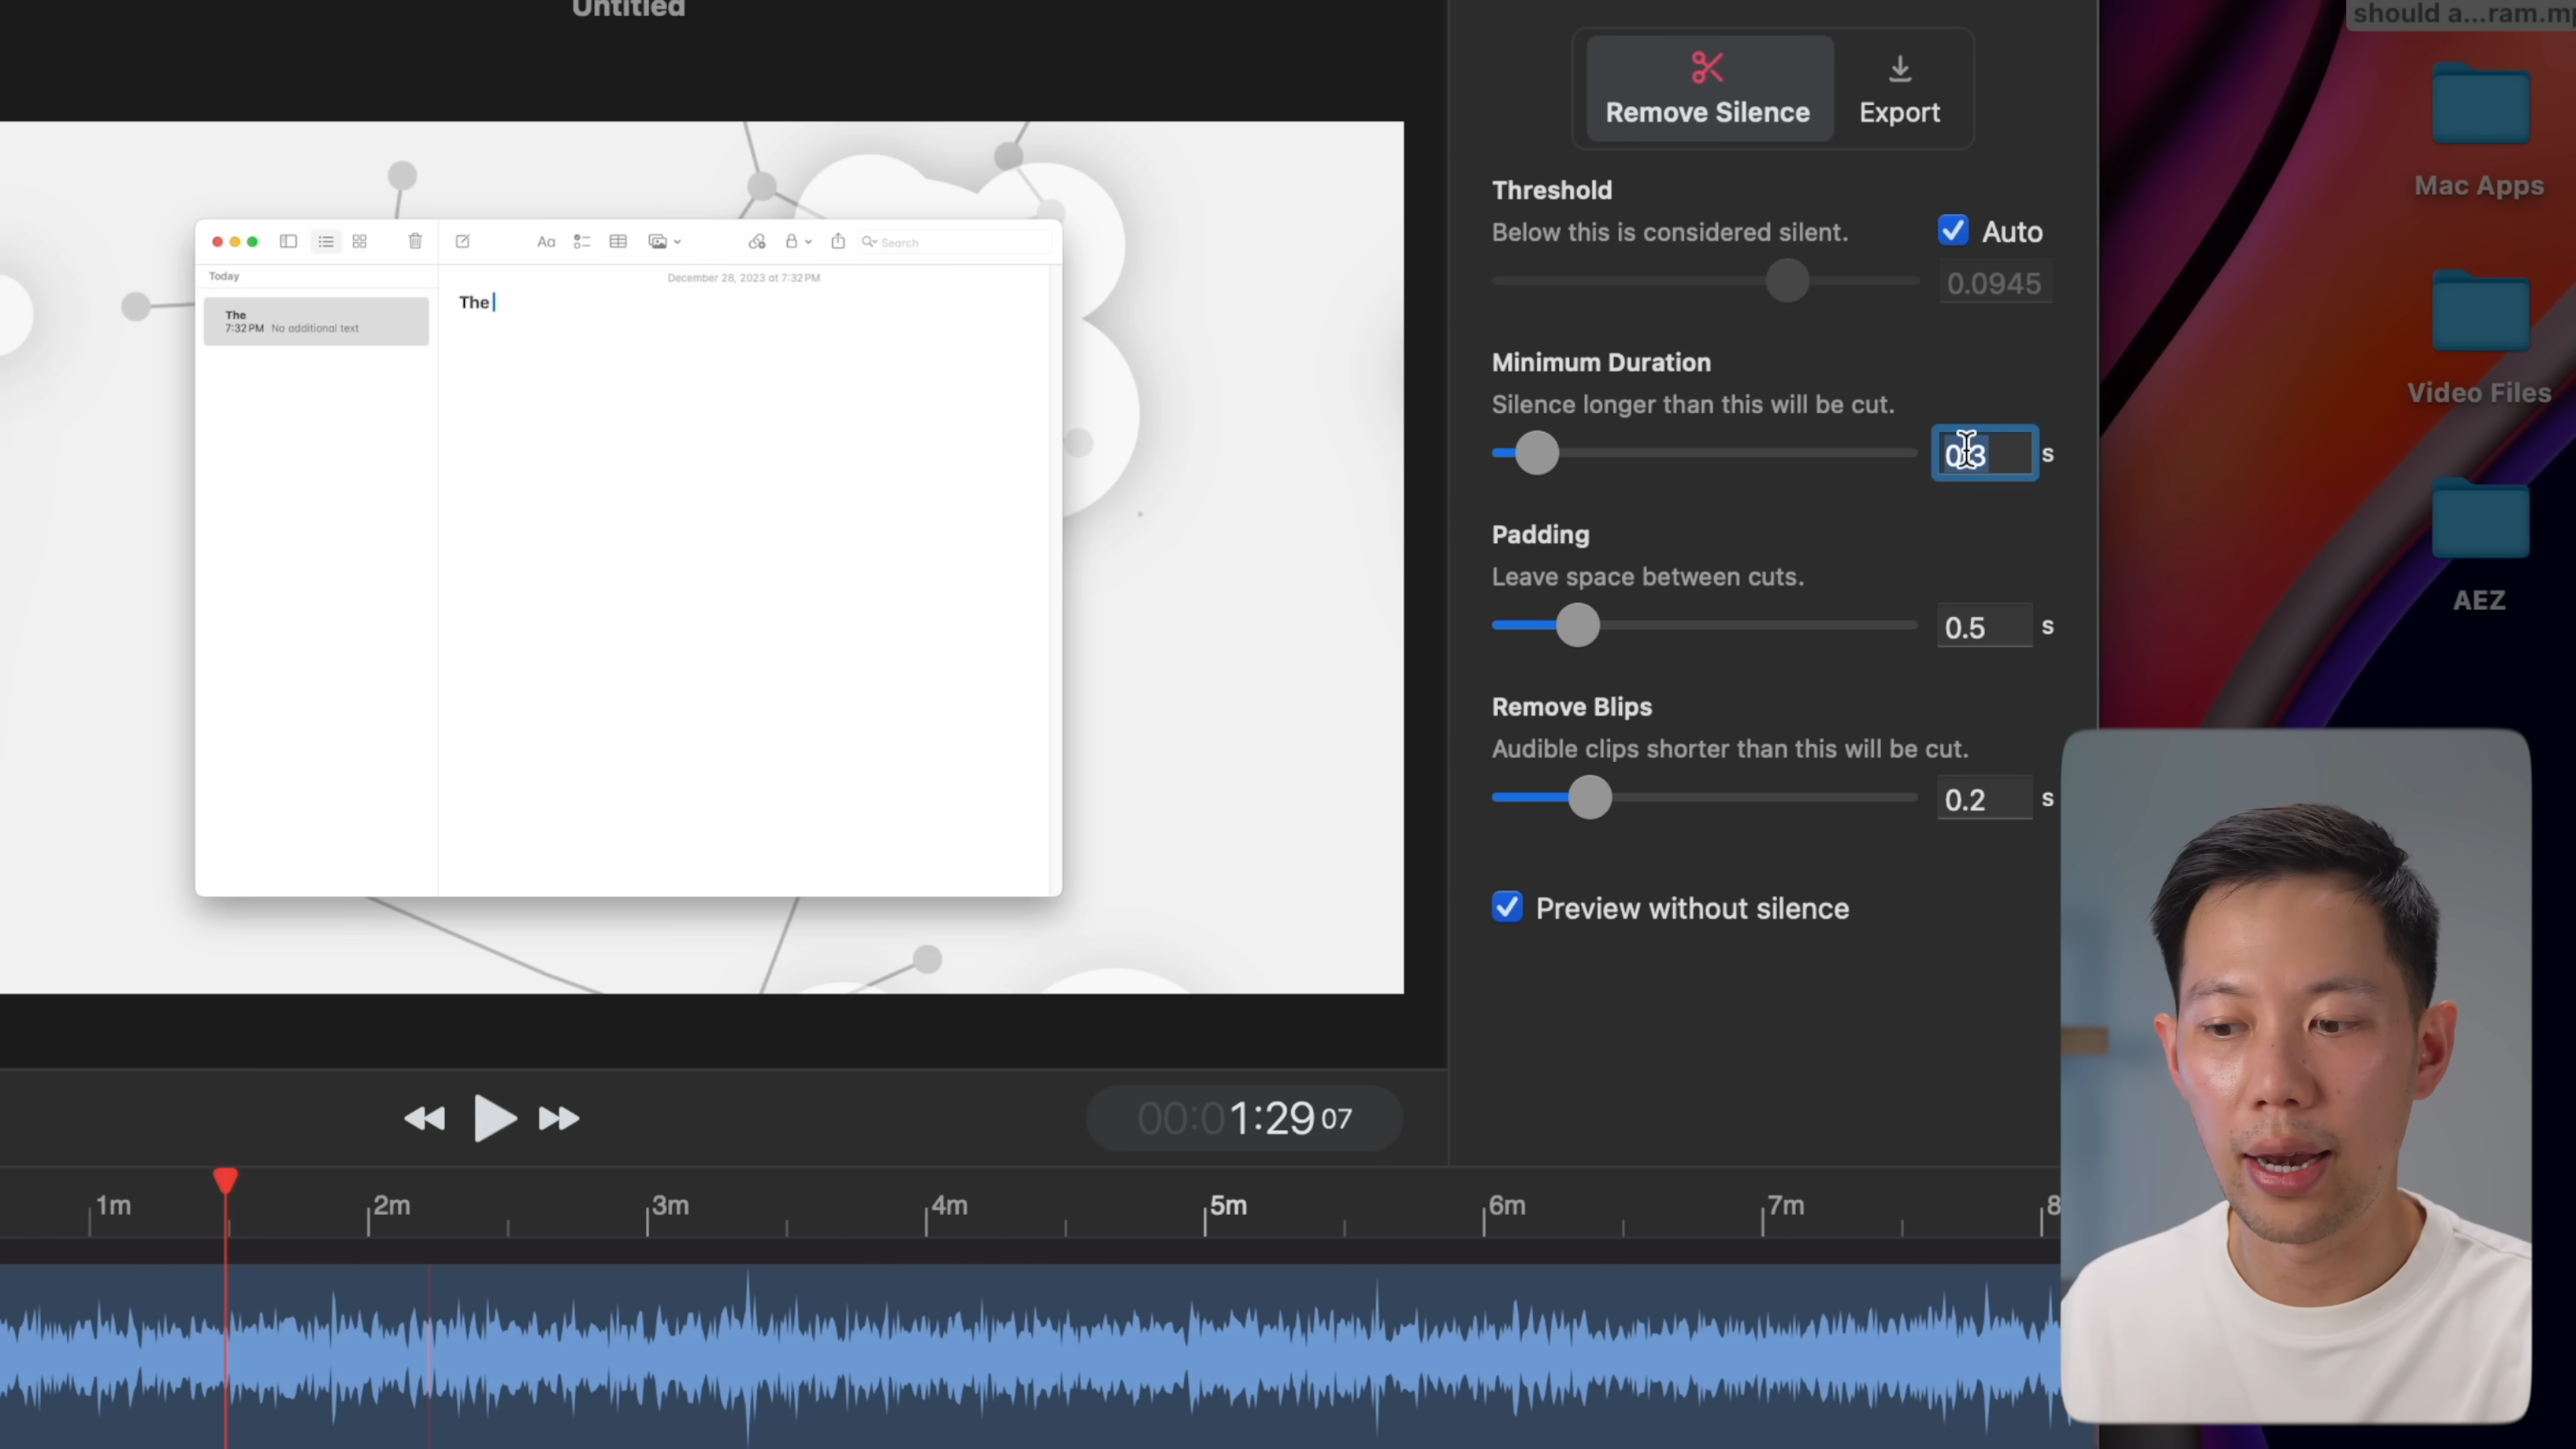 Untitled
should a...ram.mp
Remove Silence
Export
Mac Apps
Threshold
Below this is considered silent.
Auto
0.0945
Search
Today
December 28, 2023 at 7:32 PM
The
The
7:32 PM No additional text
Minimum Duration
Silence longer than this will be cut.
Video Files
0.3 s
Padding
Leave space between cuts.
AEZ
0.5 s
Remove Blips
Audible clips shorter than this will be cut.
0.2 s
Preview without silence
00:01:29 07
1m
2m
3m
4m
5m
6m
7m
8
Aa